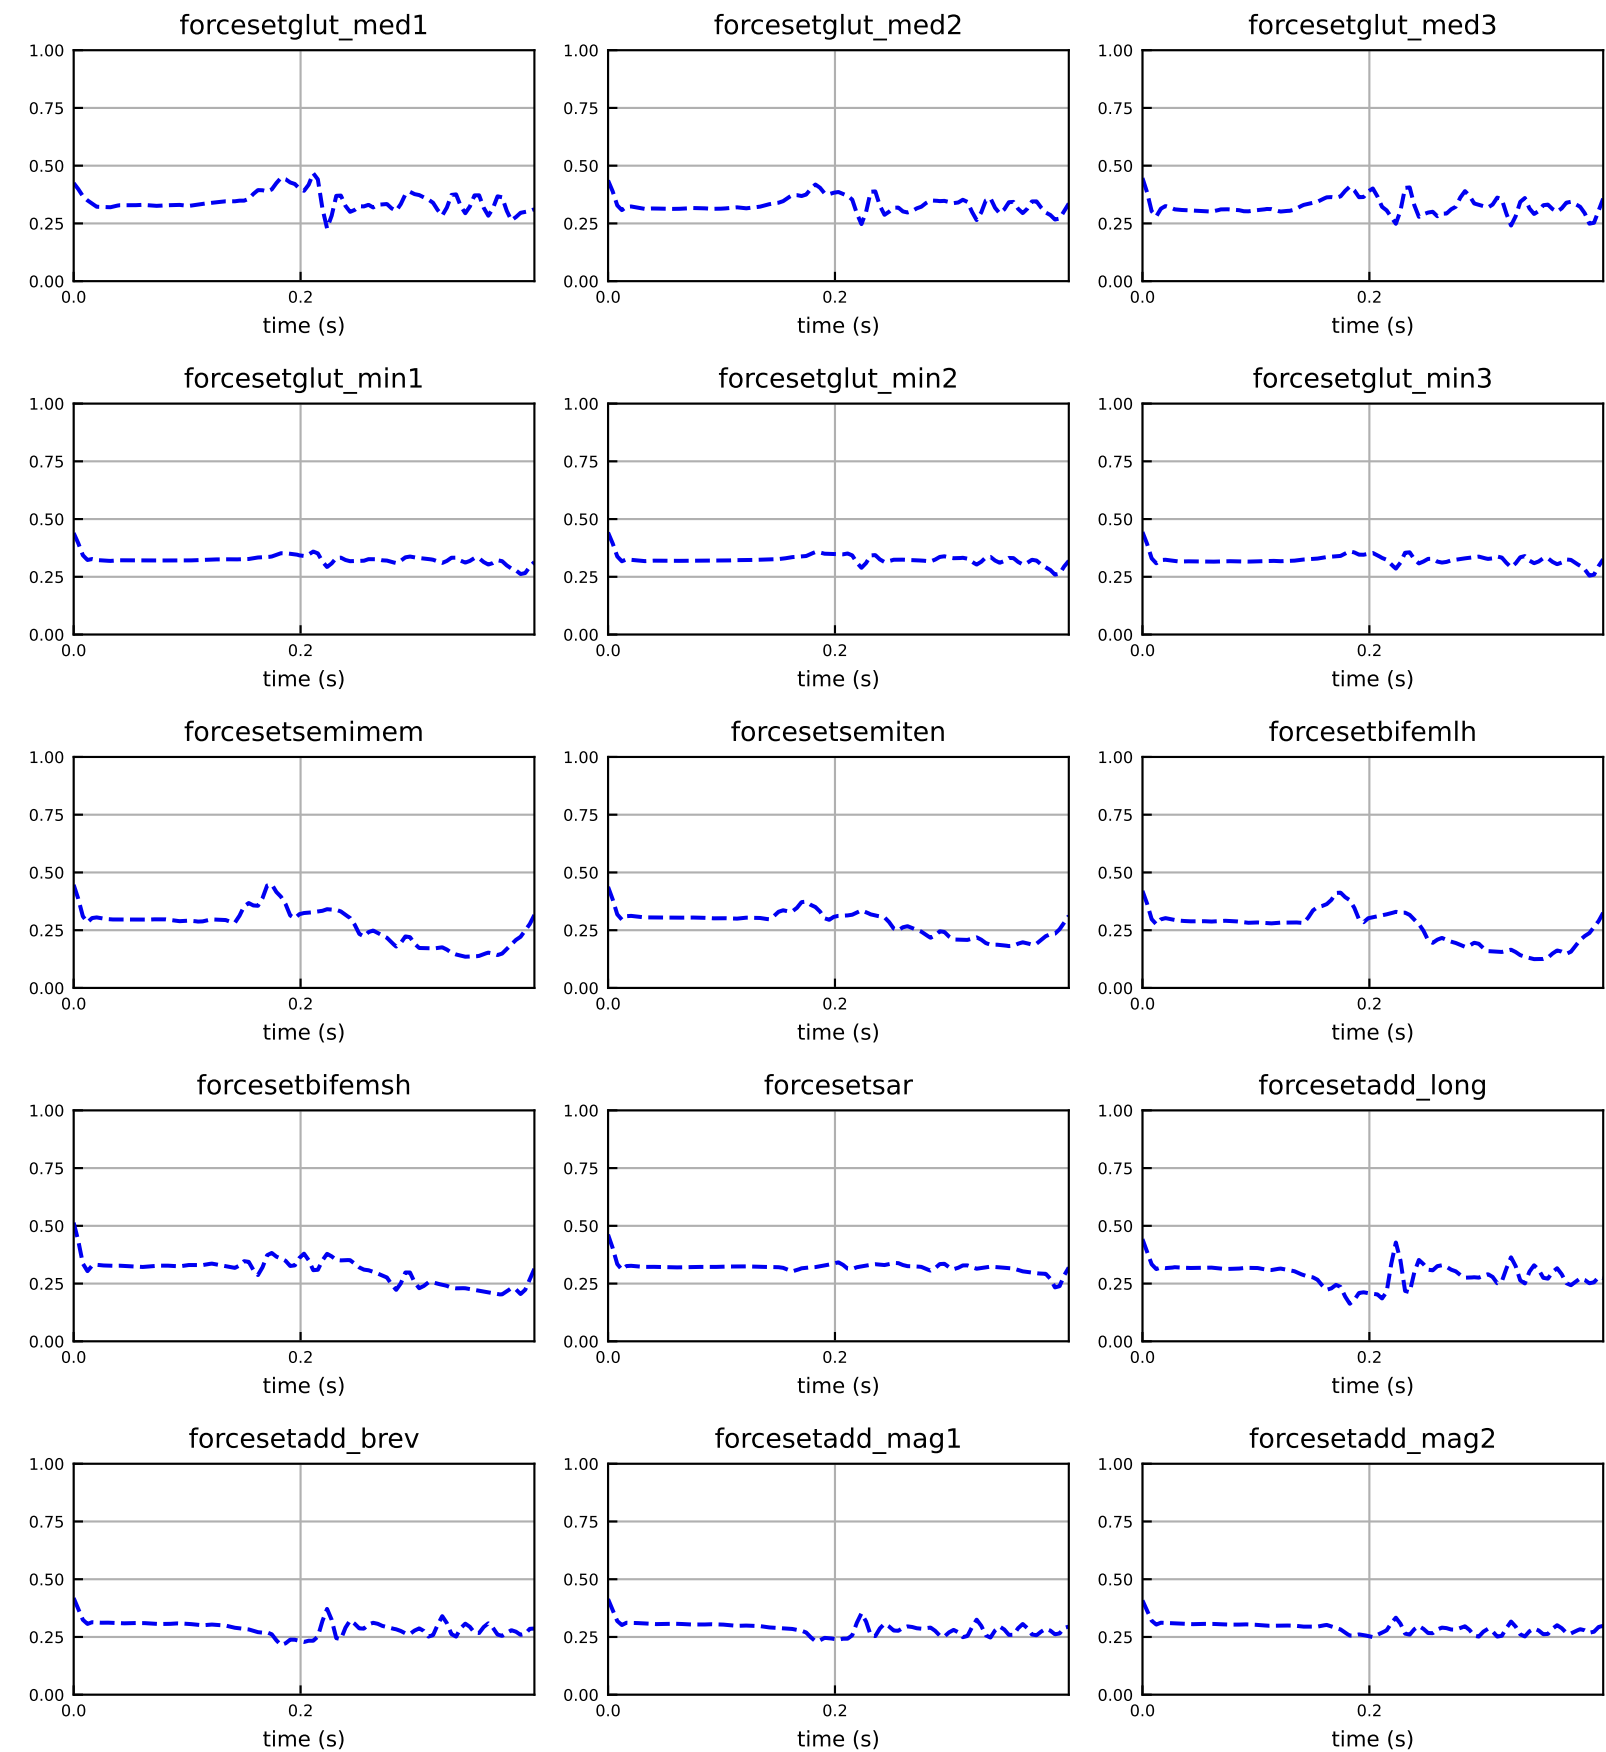 forcesetglut_med1 forcesetglut_med2 forcesetglut_med3
1.00 1.00 1.00
0.75 0.75 0.75
0.50 0.50 0.50
0.25 0.25 0.25
0.00 0.00 0.00
0.0 0.2 0.0 0.2 0.0 0.2
time (s) time (s) time (s)
forcesetglut_min1 forcesetglut_min2 forcesetglut_min3
1.00 1.00 1.00
0.75 0.75 0.75
0.50 0.50 0.50
0.25 0.25 0.25
0.00 0.00 0.00
0.0 0.2 0.0 0.2 0.0 0.2
time (s) time (s) time (s)
forcesetsemimem forcesetsemiten forcesetbifemlh
1.00 1.00 1.00
0.75 0.75 0.75
0.50 0.50 0.50
0.25 0.25 0.25
0.00 0.00 0.00
0.0 0.2 0.0 0.2 0.0 0.2
time (s) time (s) time (s)
forcesetbifemsh forcesetsar forcesetadd_long
1.00 1.00 1.00
0.75 0.75 0.75
0.50 0.50 0.50
0.25 0.25 0.25
0.00 0.00 0.00
0.0 0.2 0.0 0.2 0.0 0.2
time (s) time (s) time (s)
forcesetadd_brev forcesetadd_mag1 forcesetadd_mag2
1.00 1.00 1.00
0.75 0.75 0.75
0.50 0.50 0.50
0.25 0.25 0.25
0.00 0.00 0.00
0.0 0.2 0.0 0.2 0.0 0.2
time (s) time (s) time (s)